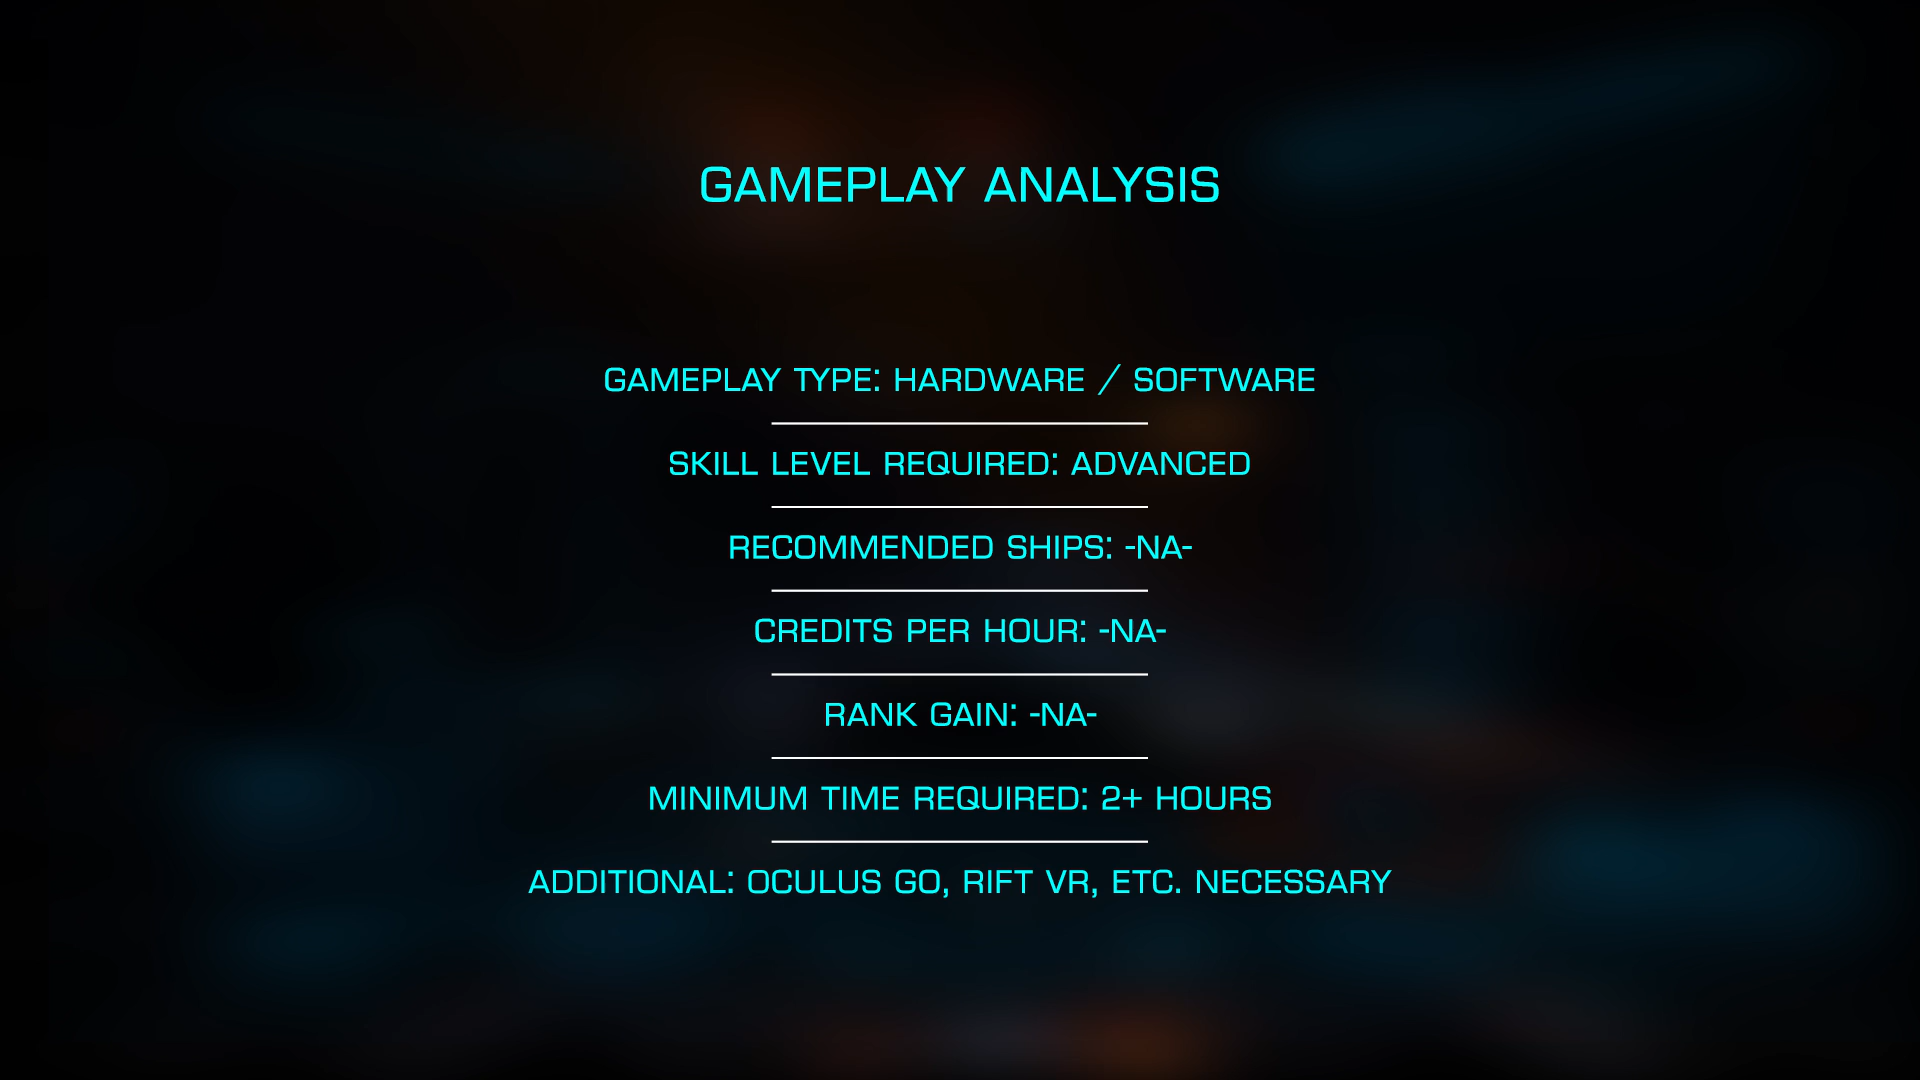 GAMEPLAY ANALYSIS
GAMEPLAY TYPE: HARDWARE / SOFTWARE
SKILL LEVEL REQUIRED: ADVANCED
RECOMMENDED SHIPS: -NA-
CREDITS PER HOUR: -NA-
RANK GAIN: -NA-
MINIMUM TIME REQUIRED: 2+ HOURS
ADDITIONAL: OCULUS GO, RIFT VR, ETC. NECESSARY